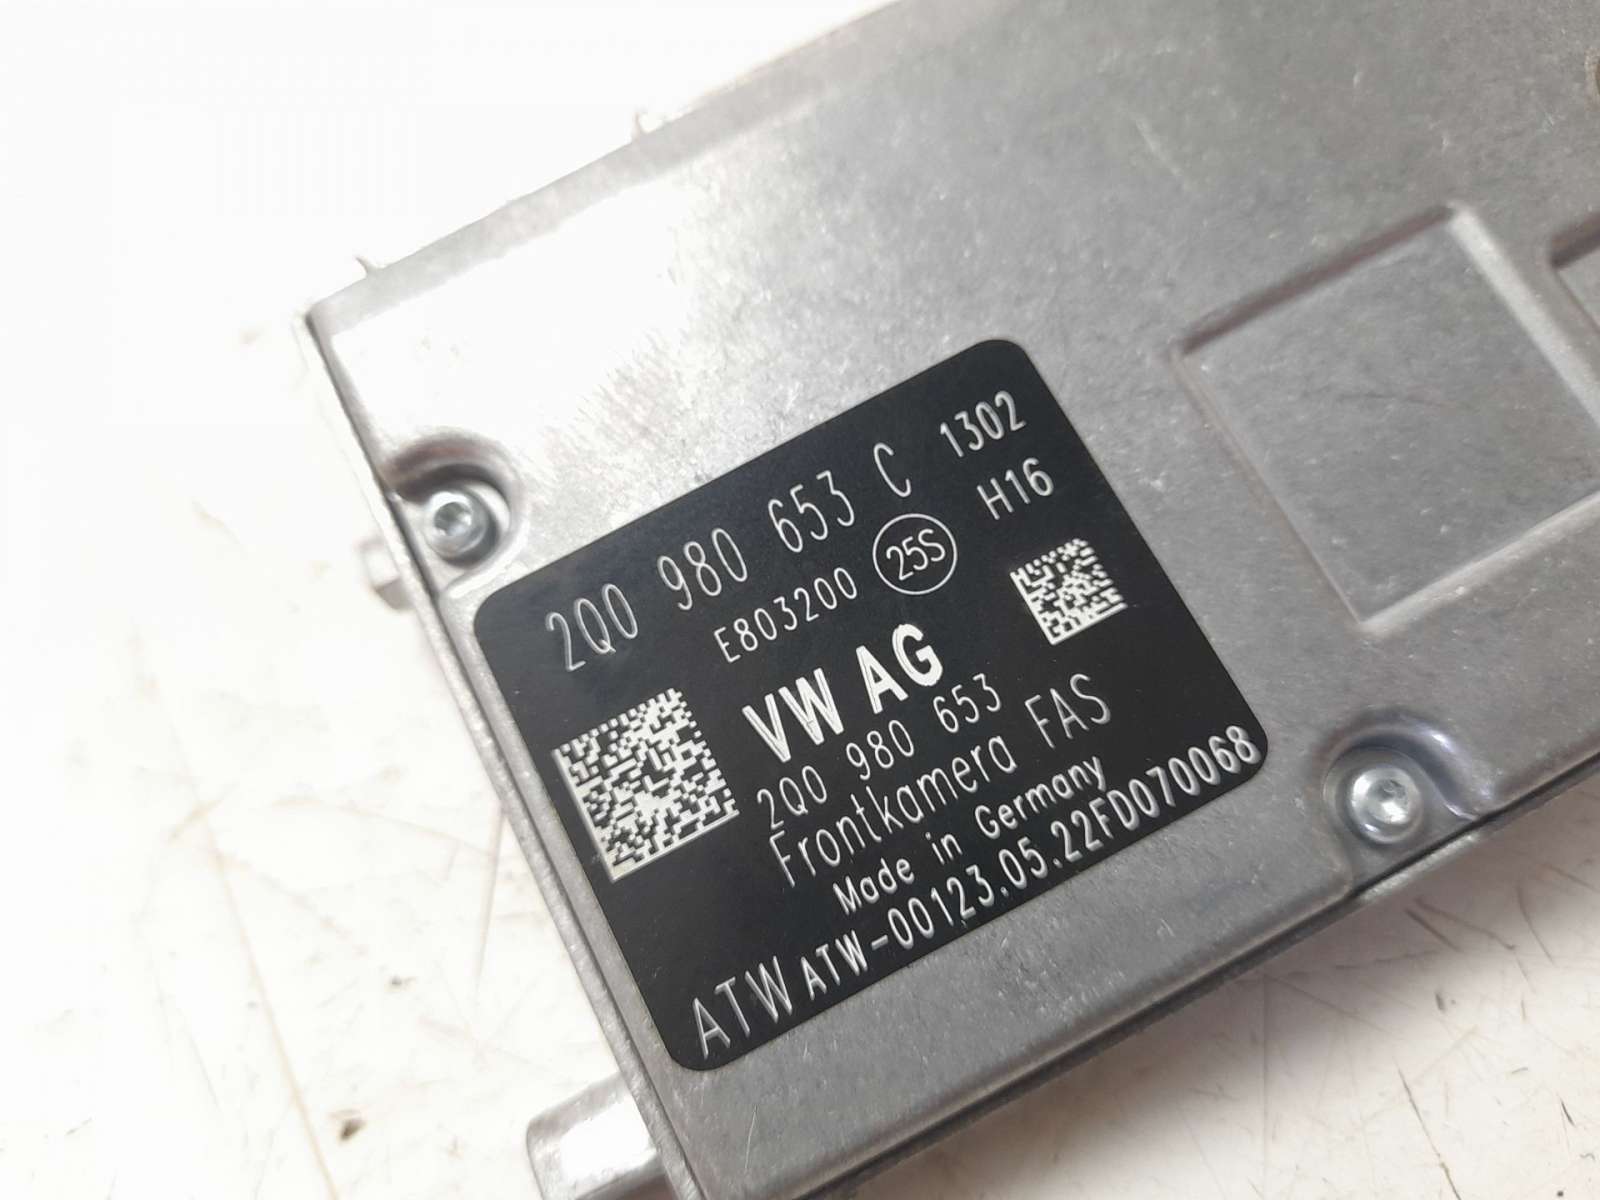 2Q0 980 653 C 1302
E803200 25S H16
VW AG
2Q0 980 653
Frontkamera FAS
Made in Germany
ATW ATW-00123.05.22FD070068